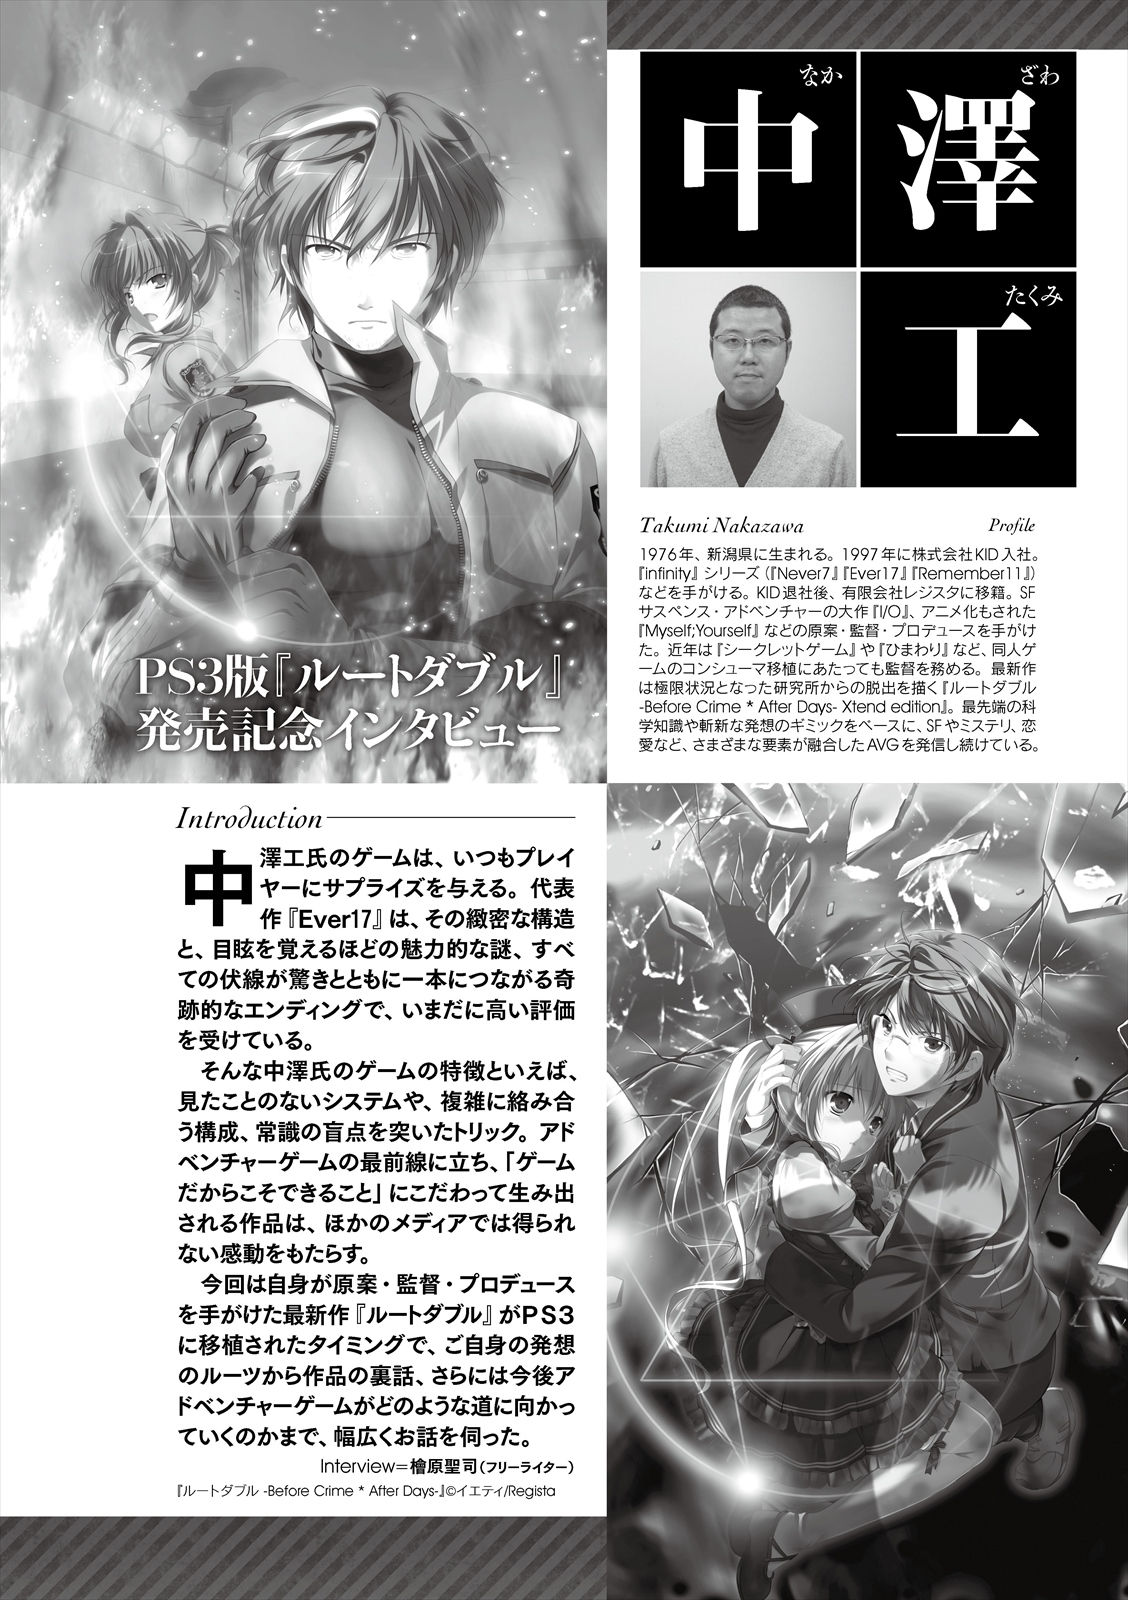 PS3版『ルートダブル』
発売記念インタビュー
なか
中
ざわ
澤
たくみ
工
Takumi Nakazawa
Profile
1976年、新潟県に生まれる。1997年に株式会社KID入社。
『infinity』シリーズ（『Never7』『Ever17』『Remember11』）
などを手がける。KID退社後、有限会社レジスタに移籍。SF
サスペンス・アドベンチャーの大作『I/O』、アニメ化もされた
『Myself;Yourself』などの原案・監督・プロデュースを手がけ
た。近年は『シークレットゲーム』や『ひまわり』など、同人ゲ
ームのコンシューマ移植にあたっても監督を務める。最新作
は極限状況となった研究所からの脱出を描く『ルートダブル
-Before Crime * After Days- Xtend edition』。最先端の科
学知識や斬新な発想のギミックをベースに、SFやミステリ、恋
愛など、さまざまな要素が融合したAVGを発信し続けている。
Introduction
中澤工氏のゲームは、いつもプレイ
ヤーにサプライズを与える。代表
作『Ever17』は、その緻密な構造
と、目眩を覚えるほどの魅力的な謎、すべ
ての伏線が驚きとともに一本につながる奇
跡的なエンディングで、いまだに高い評価
を受けている。
そんな中澤氏のゲームの特徴といえば、
見たことのないシステムや、複雑に絡み合
う構成、常識の盲点を突いたトリック。アド
ベンチャーゲームの最前線に立ち、「ゲーム
だからこそできること」にこだわって生み出
される作品は、ほかのメディアでは得られ
ない感動をもたらす。
今回は自身が原案・監督・プロデュース
を手がけた最新作『ルートダブル』がPS3
に移植されたタイミングで、ご自身の発想
のルーツから作品の裏話、さらには今後ア
ドベンチャーゲームがどのような道に向かっ
ていくのかまで、幅広くお話を伺った。
Interview=檜原聖司（フリーライター）
『ルートダブル -Before Crime * After Days-』©イエティ/Regista